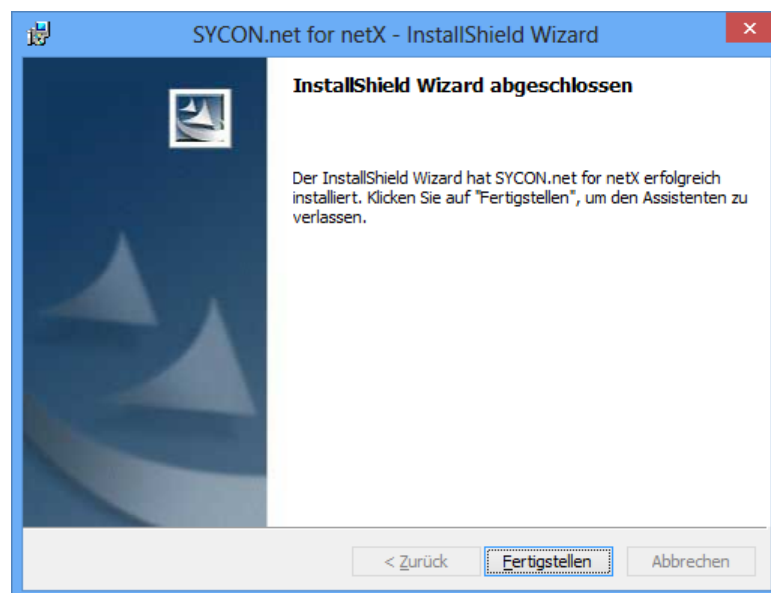 SYCON.net for netX - InstallShield Wizard
InstallShield Wizard abgeschlossen
Der InstallShield Wizard hat SYCON.net for netX erfolgreich
installiert. Klicken Sie auf "Fertigstellen", um den Assistenten zu
verlassen.
< Zurück
Fertigstellen
Abbrechen